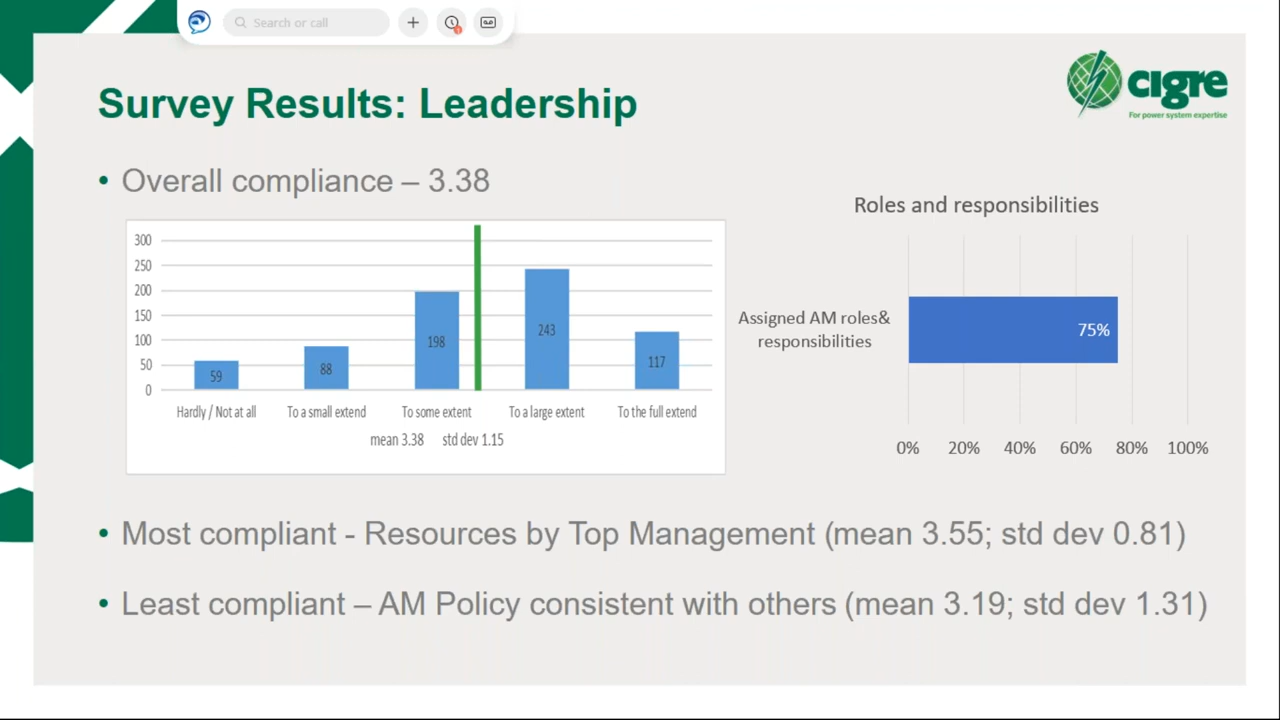 Search or call
cigre
For power system expertise
Survey Results: Leadership
• Overall compliance – 3.38
300
250
200
150
100
50
0
59
88
198
243
117
Hardly / Not at all
To a small extend
To some extent
To a large extent
To the full extend
mean 3.38 std dev 1.15
Roles and responsibilities
Assigned AM roles&
responsibilities
75%
0% 20% 40% 60% 80% 100%
• Most compliant - Resources by Top Management (mean 3.55; std dev 0.81)
• Least compliant – AM Policy consistent with others (mean 3.19; std dev 1.31)